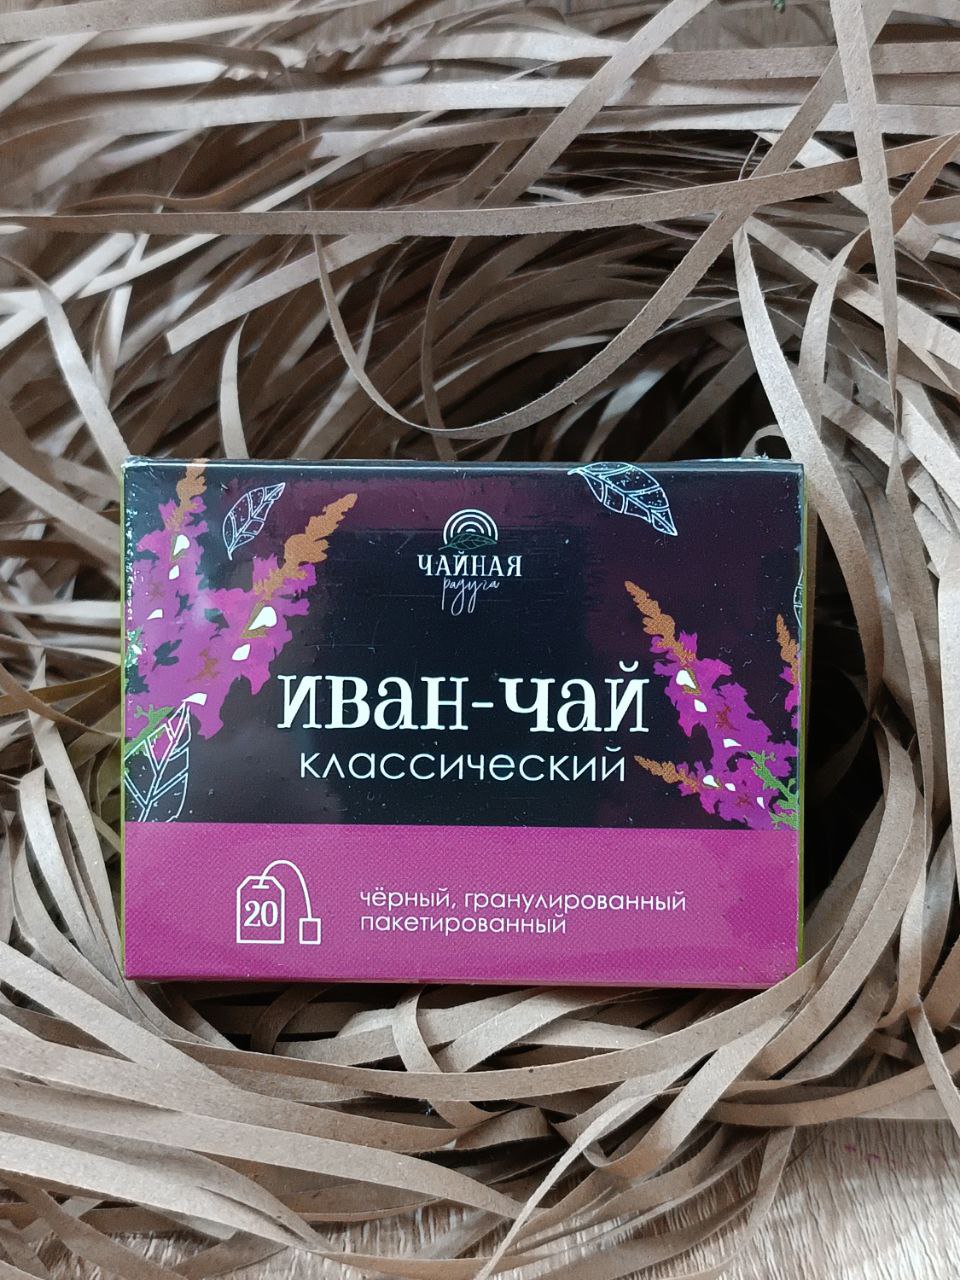 ЧАЙНАЯ
радуга
ИВАН-ЧАЙ
классический
20
чёрный, гранулированный
пакетированный